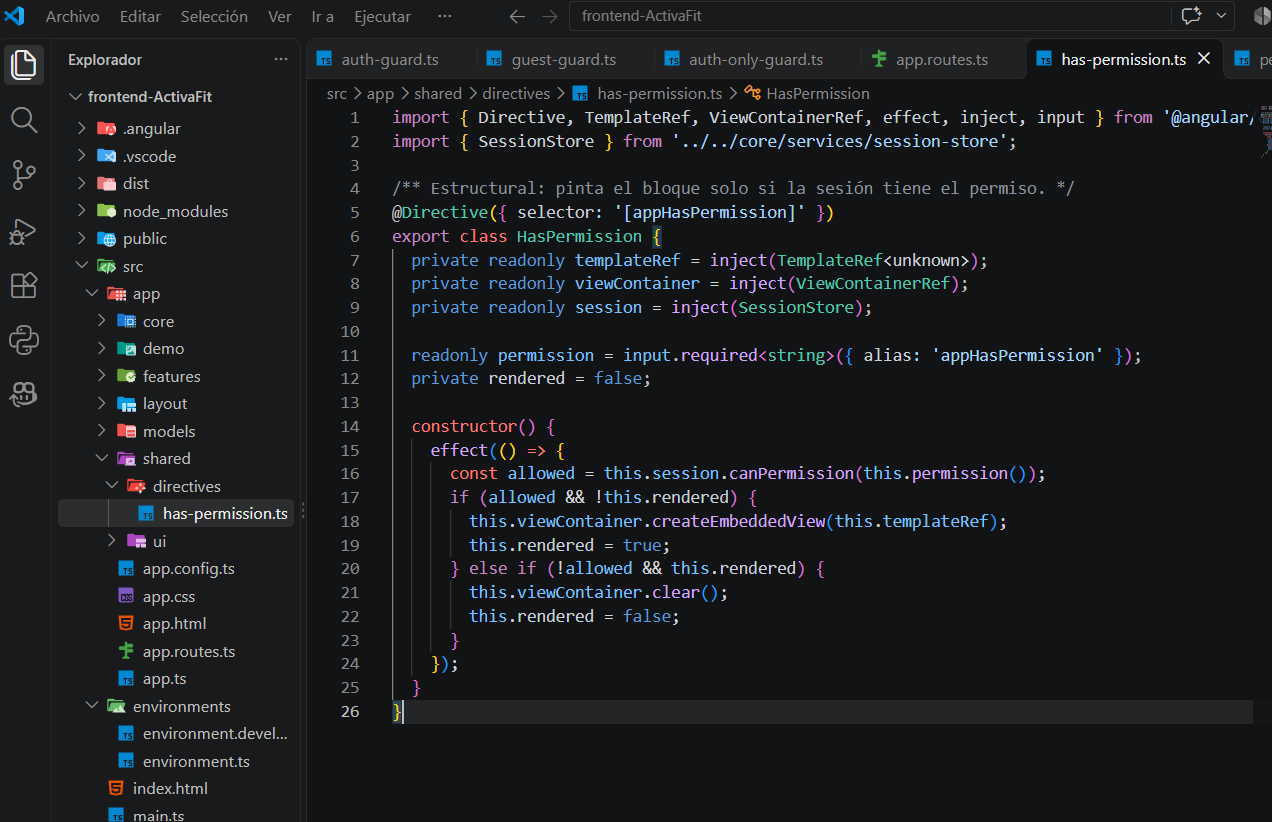 Archivo Editar Selección Ver Ir a Ejecutar ··· frontend-ActivaFit
Explorador ···
frontend-ActivaFit
.angular
.vscode
dist
node_modules
public
src
app
core
demo
features
layout
models
shared
directives
has-permission.ts
ui
app.config.ts
app.css
app.html
app.routes.ts
app.ts
environments
environment.devel...
environment.ts
index.html
main.ts
auth-guard.ts guest-guard.ts auth-only-guard.ts app.routes.ts has-permission.ts
src > app > shared > directives > has-permission.ts > HasPermission
1 import { Directive, TemplateRef, ViewContainerRef, effect, inject, input } from '@angular/
2 import { SessionStore } from '../../core/services/session-store';
3
4 /** Estructural: pinta el bloque solo si la sesión tiene el permiso. */
5 @Directive({ selector: '[appHasPermission]' })
6 export class HasPermission {
7 private readonly templateRef = inject(TemplateRef<unknown>);
8 private readonly viewContainer = inject(ViewContainerRef);
9 private readonly session = inject(SessionStore);
10
11 readonly permission = input.required<string>({ alias: 'appHasPermission' });
12 private rendered = false;
13
14 constructor() {
15 effect(() => {
16 const allowed = this.session.canPermission(this.permission());
17 if (allowed && !this.rendered) {
18 this.viewContainer.createEmbeddedView(this.templateRef);
19 this.rendered = true;
20 } else if (!allowed && this.rendered) {
21 this.viewContainer.clear();
22 this.rendered = false;
23 }
24 });
25 }
26 }